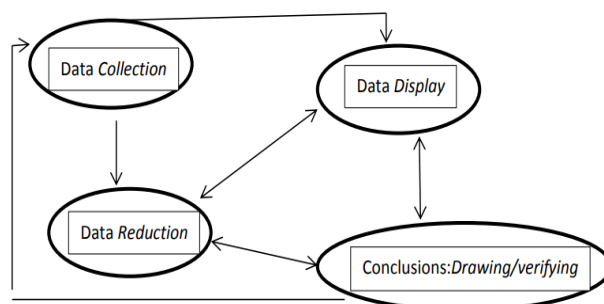 Data Collection
Data Display
Data Reduction
Conclusions:Drawing/verifying